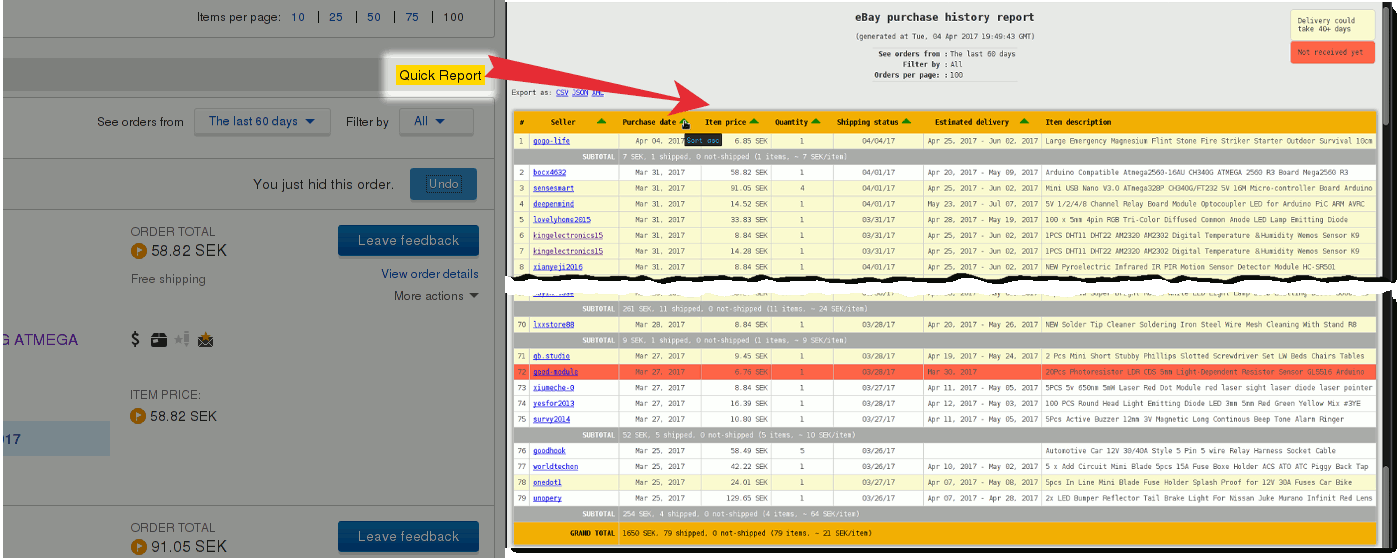 Items per page: 10 | 25 | 50 | 75 | 100
Quick Report
See orders from The last 60 days Filter by All
You just hid this order. Undo
ORDER TOTAL
58.82 SEK
Leave feedback
Free shipping
View order details
More actions
G ATMEGA
$
ITEM PRICE:
58.82 SEK
017
ORDER TOTAL
91.05 SEK
Leave feedback
eBay purchase history report
(generated at Tue, 04 Apr 2017 19:49:43 GMT)
See orders from : The last 60 days
Filter by : All
Orders per page: : 100
Delivery could
take 40+ days
Not received yet
Export as: CSV JSON XML
# Seller Purchase date Item price Quantity Shipping status Estimated delivery Item description
Sort asc
1 gogo-life Apr 04, 2017 6.85 SEK 1 04/04/17 Apr 25, 2017 - Jun 02, 2017 Large Emergency Magnesium Flint Stone Fire Striker Starter Outdoor Survival 10cm
SUBTOTAL 7 SEK, 1 shipped, 0 not-shipped (1 items, ~ 7 SEK/item)
2 bocx4632 Mar 31, 2017 58.82 SEK 1 04/01/17 Apr 20, 2017 - May 09, 2017 Arduino Compatible Atmega2560-16AU CH340G ATMEGA 2560 R3 Board Mega2560 R3
3 sensesmart Mar 31, 2017 91.05 SEK 4 04/01/17 Apr 25, 2017 - Jun 02, 2017 Mini USB Nano V3.0 ATmega328P CH340G/FT232 5V 16M Micro-controller Board Arduino
4 deepenmind Mar 31, 2017 14.52 SEK 1 04/01/17 May 23, 2017 - Jul 07, 2017 5V 1/2/4/8 Channel Relay Board Module Optocoupler LED for Arduino PiC ARM AVRC
5 lovelyhome2015 Mar 31, 2017 33.83 SEK 1 03/31/17 Apr 28, 2017 - May 19, 2017 100 x 5mm 4pin RGB Tri-Color Diffused Common Anode LED Lamp Emitting Diode
6 kingelectronics15 Mar 31, 2017 8.84 SEK 1 03/31/17 Apr 25, 2017 - Jun 02, 2017 1PCS DHT11 DHT22 AM2320 AM2302 Digital Temperature &Humidity Wemos Sensor K9
7 kingelectronics15 Mar 31, 2017 14.28 SEK 1 03/31/17 Apr 25, 2017 - Jun 02, 2017 1PCS DHT11 DHT22 AM2320 AM2302 Digital Temperature &Humidity Wemos Sensor K9
8 xianyeji2016 Mar 31, 2017 8.84 SEK 1 04/01/17 Apr 25, 2017 - Jun 02, 2017 NEW Pyroelectric Infrared IR PIR Motion Sensor Detector Module HC-SR501
SUBTOTAL 261 SEK, 11 shipped, 0 not-shipped (11 items, ~ 24 SEK/item)
70 lxxstore88 Mar 28, 2017 8.84 SEK 1 03/28/17 Apr 20, 2017 - May 26, 2017 NEW Solder Tip Cleaner Soldering Iron Steel Wire Mesh Cleaning With Stand R8
SUBTOTAL 9 SEK, 1 shipped, 0 not-shipped (1 items, ~ 9 SEK/item)
71 qb.studio Mar 27, 2017 9.45 SEK 1 03/28/17 Apr 19, 2017 - May 24, 2017 2 Pcs Mini Short Stubby Phillips Slotted Screwdriver Set LW Beds Chairs Tables
72 good-module Mar 27, 2017 6.76 SEK 1 03/28/17 Mar 30, 2017 20Pcs Photoresistor LDR CDS 5mm Light-Dependent Resistor Sensor GL5516 Arduino
73 xiumeche-0 Mar 27, 2017 8.84 SEK 1 03/27/17 Apr 11, 2017 - May 05, 2017 5PCS 5v 650nm 5mW Laser Red Dot Module red laser sight laser diode laser pointer
74 yesfor2013 Mar 27, 2017 16.39 SEK 1 03/28/17 Apr 12, 2017 - May 03, 2017 100 PCS Round Head Light Emitting Diode LED 3mm 5mm Red Green Yellow Mix #3YE
75 survy2014 Mar 27, 2017 10.80 SEK 1 03/28/17 Apr 11, 2017 - May 05, 2017 5Pcs Active Buzzer 12mm 3V Magnetic Long Continous Beep Tone Alarm Ringer
SUBTOTAL 52 SEK, 5 shipped, 0 not-shipped (5 items, ~ 10 SEK/item)
76 goodhook Mar 25, 2017 58.49 SEK 5 03/26/17 Automotive Car 12V 30/40A Style 5 Pin 5 wire Relay Harness Socket Cable
77 worldtechon Mar 25, 2017 42.22 SEK 1 03/26/17 Apr 10, 2017 - May 02, 2017 5 x Add Circuit Mini Blade 5pcs 15A Fuse Boxe Holder ACS ATO ATC Piggy Back Tap
78 onedotl Mar 25, 2017 24.01 SEK 1 03/27/17 Apr 07, 2017 - May 08, 2017 5pcs In Line Mini Blade Fuse Holder Splash Proof for 12V 30A Fuses Car Bike
79 unopery Mar 25, 2017 129.65 SEK 1 03/26/17 Apr 07, 2017 - Apr 28, 2017 2x LED Bumper Reflector Tail Brake Light For Nissan Juke Murano Infinit Red Lens
SUBTOTAL 254 SEK, 4 shipped, 0 not-shipped (4 items, ~ 64 SEK/item)
GRAND TOTAL 1650 SEK, 79 shipped, 0 not-shipped (79 items, ~ 21 SEK/item)